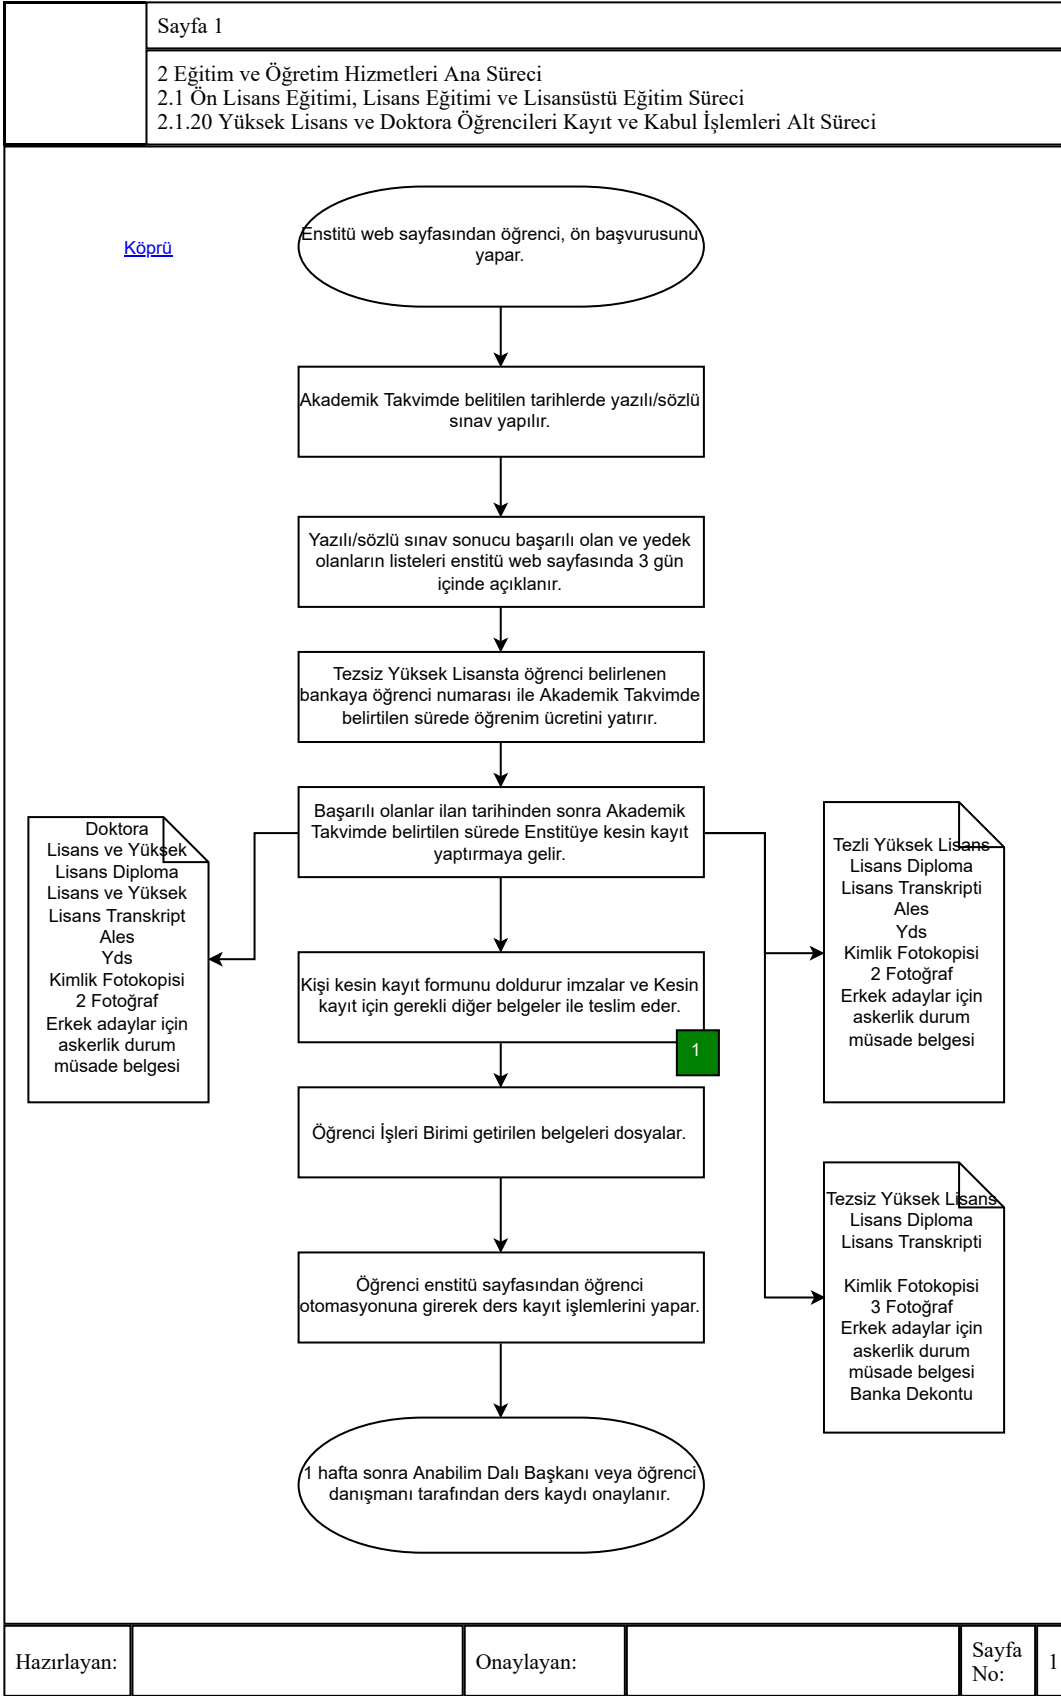 Sayfa 1
2 Eğitim ve Öğretim Hizmetleri Ana Süreci
2.1 Ön Lisans Eğitimi, Lisans Eğitimi ve Lisansüstü Eğitim Süreci
2.1.20 Yüksek Lisans ve Doktora Öğrencileri Kayıt ve Kabul İşlemleri Alt Süreci
Köprü
Enstitü web sayfasından öğrenci, ön başvurusunu
yapar.
Akademik Takvimde belitilen tarihlerde yazılı/sözlü
sınav yapılır.
Yazılı/sözlü sınav sonucu başarılı olan ve yedek
olanların listeleri enstitü web sayfasında 3 gün
içinde açıklanır.
Tezsiz Yüksek Lisansta öğrenci belirlenen
bankaya öğrenci numarası ile Akademik Takvimde
belirtilen sürede öğrenim ücretini yatırır.
Başarılı olanlar ilan tarihinden sonra Akademik
Takvimde belirtilen sürede Enstitüye kesin kayıt
yaptırmaya gelir.
Doktora
Lisans ve Yüksek
Lisans Diploma
Lisans ve Yüksek
Lisans Transkript
Ales
Yds
Kimlik Fotokopisi
2 Fotoğraf
Erkek adaylar için
askerlik durum
müsade belgesi
Tezli Yüksek Lisans
Lisans Diploma
Lisans Transkripti
Ales
Yds
Kimlik Fotokopisi
2 Fotoğraf
Erkek adaylar için
askerlik durum
müsade belgesi
Kişi kesin kayıt formunu doldurur imzalar ve Kesin
kayıt için gerekli diğer belgeler ile teslim eder.
1
Öğrenci İşleri Birimi getirilen belgeleri dosyalar.
Tezsiz Yüksek Lisans
Lisans Diploma
Lisans Transkripti
Kimlik Fotokopisi
3 Fotoğraf
Erkek adaylar için
askerlik durum
müsade belgesi
Banka Dekontu
Öğrenci enstitü sayfasından öğrenci
otomasyonuna girerek ders kayıt işlemlerini yapar.
1 hafta sonra Anabilim Dalı Başkanı veya öğrenci
danışmanı tarafından ders kaydı onaylanır.
Hazırlayan:
Onaylayan:
Sayfa
No:
1